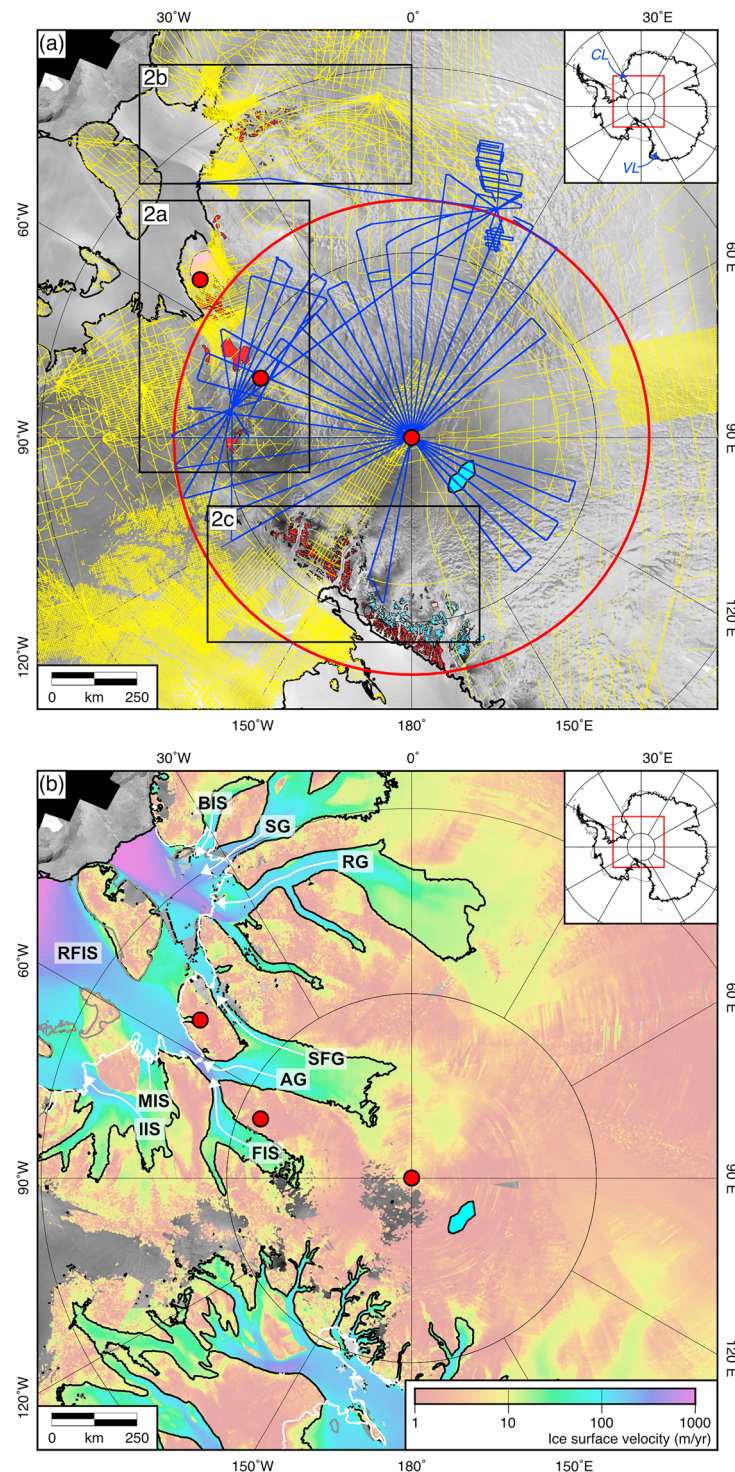 30°W
0°
30°E
(a)
2b
CL
VL
2a
60°W
60°E
90°W
90°E
2c
120°W
120°E
0
km
250
150°W
180°
150°E
30°W
0°
30°E
(b)
BIS
SG
RG
RFIS
60°W
60°E
SFG
AG
MIS
IIS
FIS
90°W
90°E
120°W
120°E
1
10
100
1000
Ice surface velocity (m/yr)
0
km
250
150°W
180°
150°E